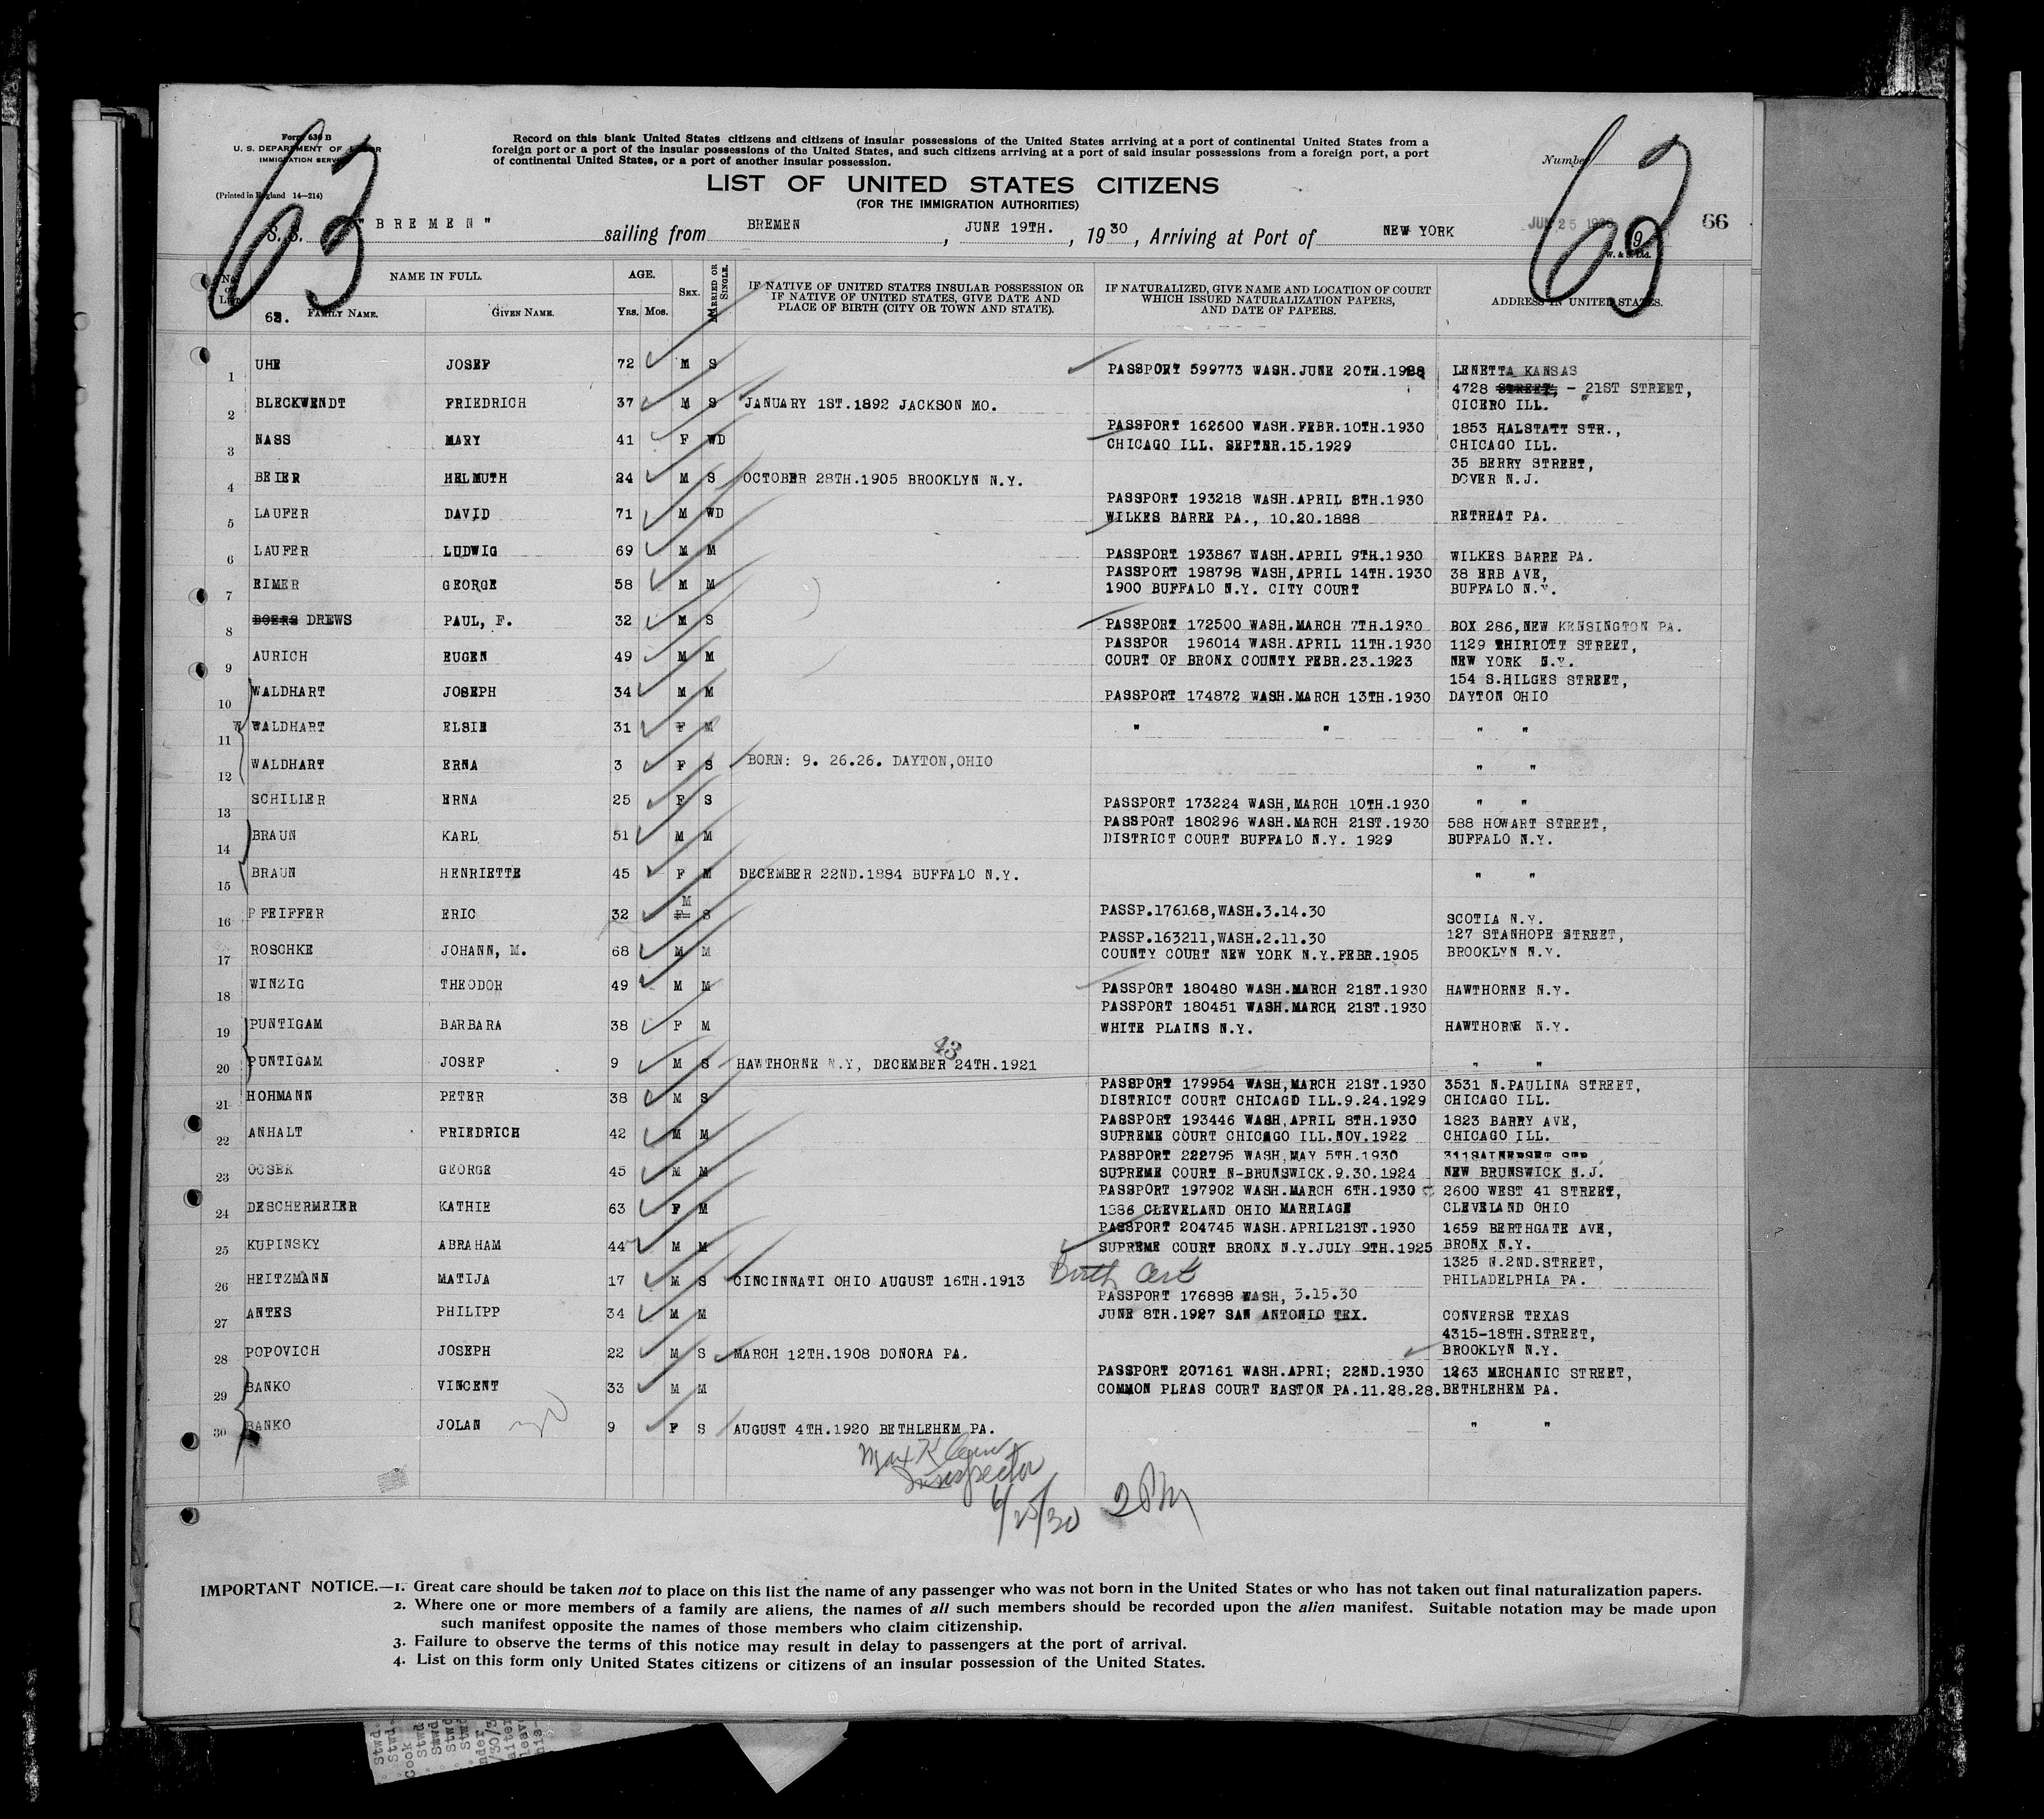 Form 630 B
U. S. DEPARTMENT OF LABOR
IMMIGRATION SERVICE
(Printed in England 14—214)
63
Record on this blank United States citizens and citizens of insular possessions of the United States arriving at a port of continental United States from a
foreign port or a port of the insular possessions of the United States, and such citizens arriving at a port of said insular possessions from a foreign port, a port
of continental United States, or a port of another insular possession.
Number
63
LIST OF UNITED STATES CITIZENS
(FOR THE IMMIGRATION AUTHORITIES)
S. S. "BREMEN" sailing from BREMEN, JUNE 19TH., 1930, Arriving at Port of NEW YORK JUN 25 1930 19 66
W. & S. Ltd.
No. on List. NAME IN FULL. AGE. SEX. MARRIED OR SINGLE. IF NATIVE OF UNITED STATES INSULAR POSSESSION OR IF NATIVE OF UNITED STATES, GIVE DATE AND PLACE OF BIRTH (CITY OR TOWN AND STATE). IF NATURALIZED, GIVE NAME AND LOCATION OF COURT WHICH ISSUED NATURALIZATION PAPERS, AND DATE OF PAPERS. ADDRESS IN UNITED STATES.
63. FAMILY NAME. GIVEN NAME. YRS. MOS.
1 UHE JOSEF 72 M S PASSPORT 599773 WASH.JUNE 20TH.1928 LENETTA KANSAS
4728 STREET, - 21ST STREET,
2 BLECKWENDT FRIEDRICH 37 M S JANUARY 1ST.1892 JACKSON MO. CICERO ILL.
PASSPORT 162600 WASH.FEBR.10TH.1930 1853 HALSTATT STR.,
3 NASS MARY 41 F WD CHICAGO ILL. SEPTER.15.1929 CHICAGO ILL.
35 BERRY STREET,
4 BEIER HELMUTH 24 M S OCTOBER 28TH.1905 BROOKLYN N.Y. DOVER N.J.
PASSPORT 193218 WASH.APRIL 8TH.1930
5 LAUFER DAVID 71 M WD WILKES BARRE PA., 10.20.1888 RETREAT PA.
6 LAUFER LUDWIG 69 M M PASSPORT 193867 WASH.APRIL 9TH.1930 WILKES BARRE PA.
PASSPORT 198798 WASH,APRIL 14TH.1930 38 ERB AVE,
7 EIMER GEORGE 58 M M 1900 BUFFALO N.Y. CITY COURT BUFFALO N.Y.
8 BOERS DREWS PAUL, F. 32 M S PASSPORT 172500 WASH.MARCH 7TH.1930 BOX 286,NEW KENSINGTON PA.
PASSPOR 196014 WASH.APRIL 11TH.1930 1129 THIRIOTT STREET,
9 AURICH EUGEN 49 M M COURT OF BRONX COUNTY FEBR.23.1923 NEW YORK N.Y.
154 S.HILGES STREET,
10 WALDHART JOSEPH 34 M M PASSPORT 174872 WASH.MARCH 13TH.1930 DAYTON OHIO
11 W WALDHART ELSIE 31 F M " " " "
12 WALDHART ERNA 3 F S BORN: 9. 26.26. DAYTON,OHIO " "
13 SCHILLER ERNA 25 F S PASSPORT 173224 WASH,MARCH 10TH.1930 " "
PASSPORT 180296 WASH.MARCH 21ST.1930 588 HOWART STREET,
14 BRAUN KARL 51 M M DISTRICT COURT BUFFALO N.Y. 1929 BUFFALO N.Y.
15 BRAUN HENRIETTE 45 F M DECEMBER 22ND.1884 BUFFALO N.Y. " "
16 PFEIFFER ERIC 32 F M S PASSP.176168,WASH.3.14.30 SCOTIA N.Y.
PASSP.163211,WASH.2.11.30 127 STANHOPE STREET,
17 ROSCHKE JOHANN, M. 68 M M COUNTY COURT NEW YORK N.Y.FEBR.1905 BROOKLYN N.Y.
18 WINZIG THEODOR 49 M M PASSPORT 180480 WASH.MARCH 21ST.1930 HAWTHORNE N.Y.
PASSPORT 180451 WASH.MARCH 21ST.1930
19 PUNTIGAM BARBARA 38 F M WHITE PLAINS N.Y. HAWTHORNE N.Y.
43
20 PUNTIGAM JOSEF 9 M S HAWTHORNE N.Y, DECEMBER 24TH.1921 " "
PASSPORT 179954 WASH,MARCH 21ST.1930 3531 N.PAULINA STREET,
21 HOHMANN PETER 38 M S DISTRICT COURT CHICAGO ILL.9.24.1929 CHICAGO ILL.
PASSPORT 193446 WASH,APRIL 8TH.1930 1823 BARRY AVE,
22 ANHALT FRIEDRICH 42 M M SUPREME COURT CHICAGO ILL.NOV.1922 CHICAGO ILL.
PASSPORT 222795 WASH,MAY 5TH.1930
23 OOSEK GEORGE 45 M M SUPREME COURT N-BRUNSWICK.9.30.1924 NEW BRUNSWICK N.J.
PASSPORT 197902 WASH.MARCH 6TH.1930 2600 WEST 41 STREET,
24 DESCHERMEIER KATHIE 63 F M 1886 CLEVELAND OHIO MARRIAGE CLEVELAND OHIO
PASSPORT 204745 WASH.APRIL21ST.1930 1659 BERTHGATE AVE,
25 KUPINSKY ABRAHAM 44 M M SUPREME COURT BRONX N.Y.JULY 9TH.1925 BRONX N.Y.
1325 N.2ND.STREET,
26 HEITZMANN MATIJA 17 M S CINCINNATI OHIO AUGUST 16TH.1913 Birth Cert PHILADELPHIA PA.
PASSPORT 176898 WASH, 3.15.30
27 ANTES PHILIPP 34 M M JUNE 8TH.1927 SAN ANTONIO TEX. CONVERSE TEXAS
4315-18TH.STREET,
28 POPOVICH JOSEPH 22 M S MARCH 12TH.1908 DONORA PA. BROOKLYN N.Y.
PASSPORT 207161 WASH.APRI; 22ND.1930 1263 MECHANIC STREET,
29 BANKO VINCENT 33 M M COMMON PLEAS COURT EASTON PA.11.28.28. BETHLEHEM PA.
30 BANKO JOLAN 9 F S AUGUST 4TH.1920 BETHLEHEM PA. " "
Max
Inspector
6/25/30 2 PM
IMPORTANT NOTICE.—1. Great care should be taken not to place on this list the name of any passenger who was not born in the United States or who has not taken out final naturalization papers.
2. Where one or more members of a family are aliens, the names of all such members should be recorded upon the alien manifest. Suitable notation may be made upon
such manifest opposite the names of those members who claim citizenship.
3. Failure to observe the terms of this notice may result in delay to passengers at the port of arrival.
4. List on this form only United States citizens or citizens of an insular possession of the United States.
Stwd.
Stwd.
Cook
Stwd
Stwd
Stwd